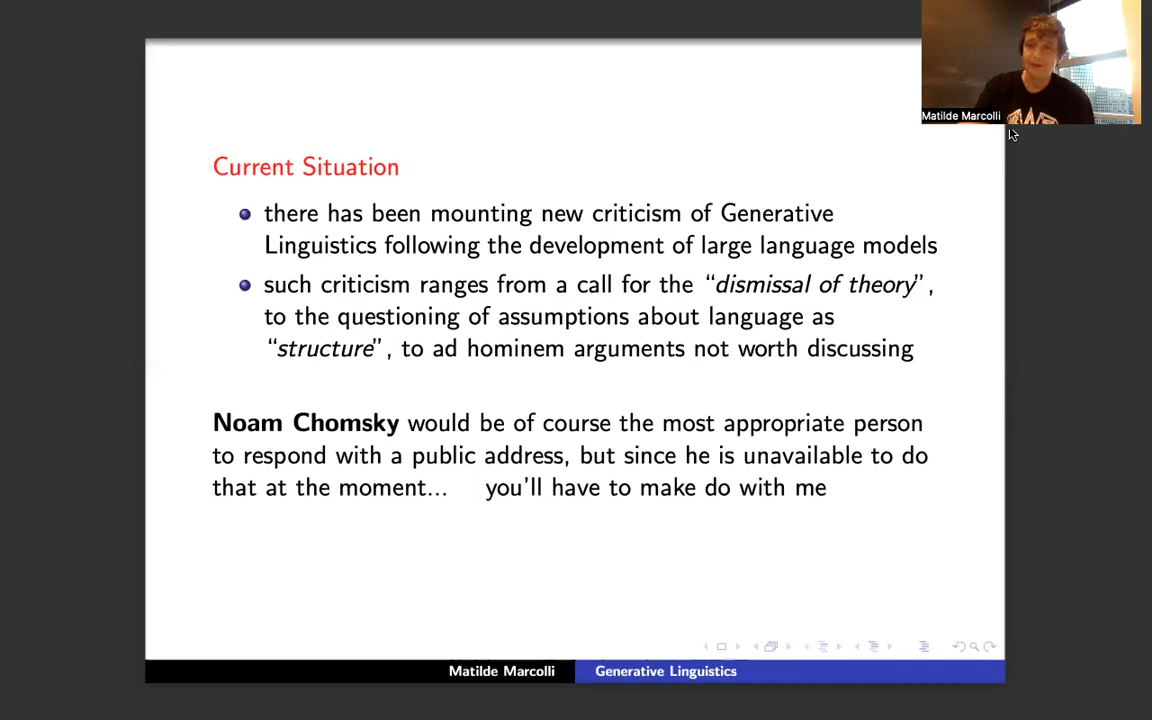 Matilde Marcolli
Current Situation
there has been mounting new criticism of Generative
Linguistics following the development of large language models
such criticism ranges from a call for the “dismissal of theory”,
to the questioning of assumptions about language as
“structure”, to ad hominem arguments not worth discussing
Noam Chomsky would be of course the most appropriate person
to respond with a public address, but since he is unavailable to do
that at the moment... you'll have to make do with me
Matilde Marcolli Generative Linguistics